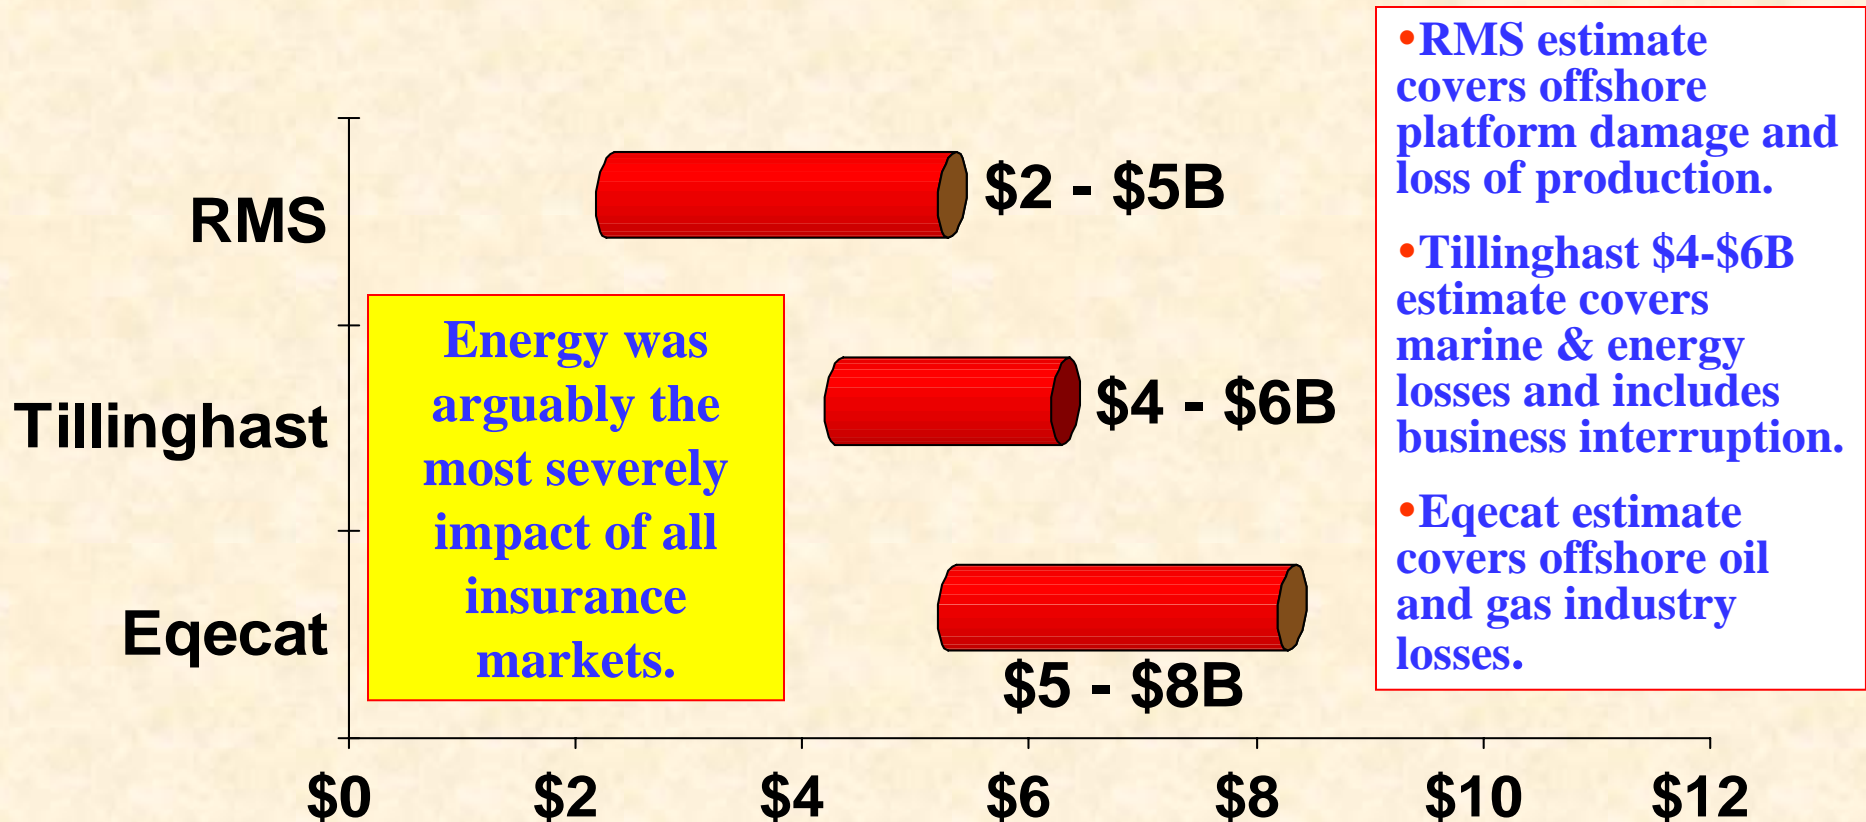 RMS
$2 - $5B
Tillinghast
$4 - $6B
Eqecat
$5 - $8B
Energy was
arguably the
most severely
impact of all
insurance
markets.
$0 $2 $4 $6 $8 $10 $12
•RMS estimate
covers offshore
platform damage and
loss of production.
•Tillinghast $4-$6B
estimate covers
marine & energy
losses and includes
business interruption.
•Eqecat estimate
covers offshore oil
and gas industry
losses.